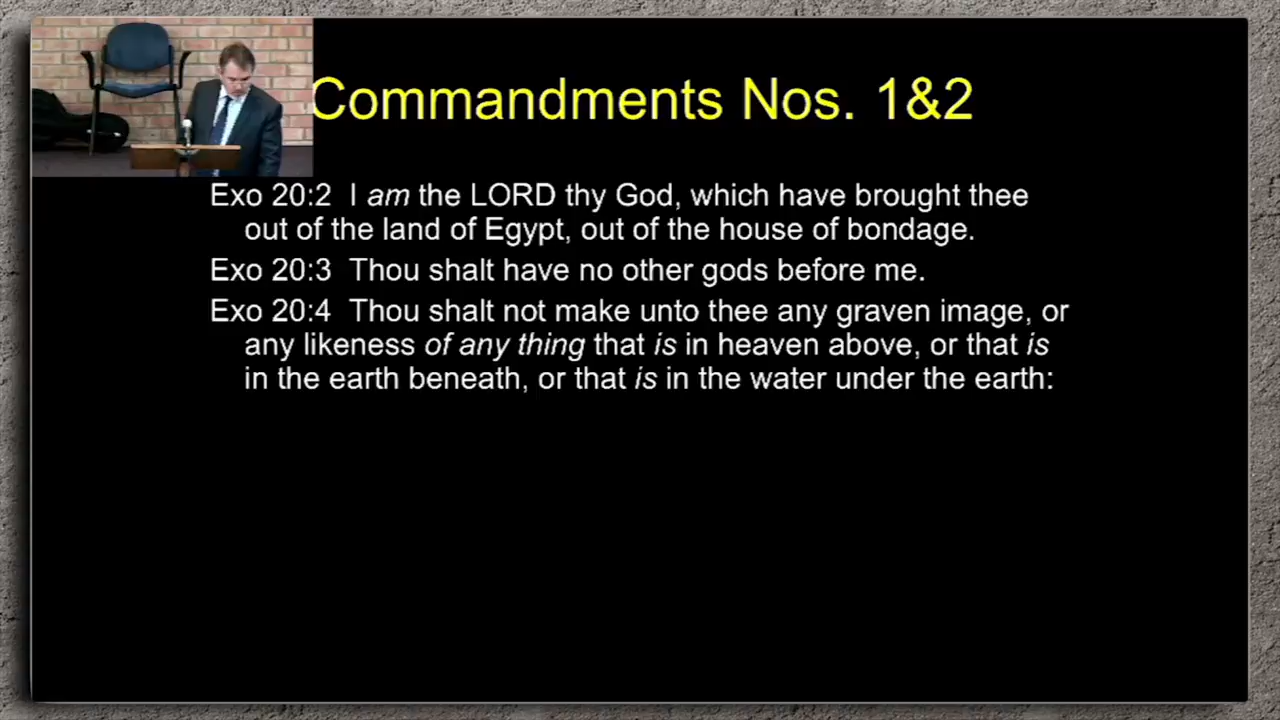 Commandments Nos. 1&2
Exo 20:2 I am the LORD thy God, which have brought thee
out of the land of Egypt, out of the house of bondage.
Exo 20:3 Thou shalt have no other gods before me.
Exo 20:4 Thou shalt not make unto thee any graven image, or
any likeness of any thing that is in heaven above, or that is
in the earth beneath, or that is in the water under the earth: